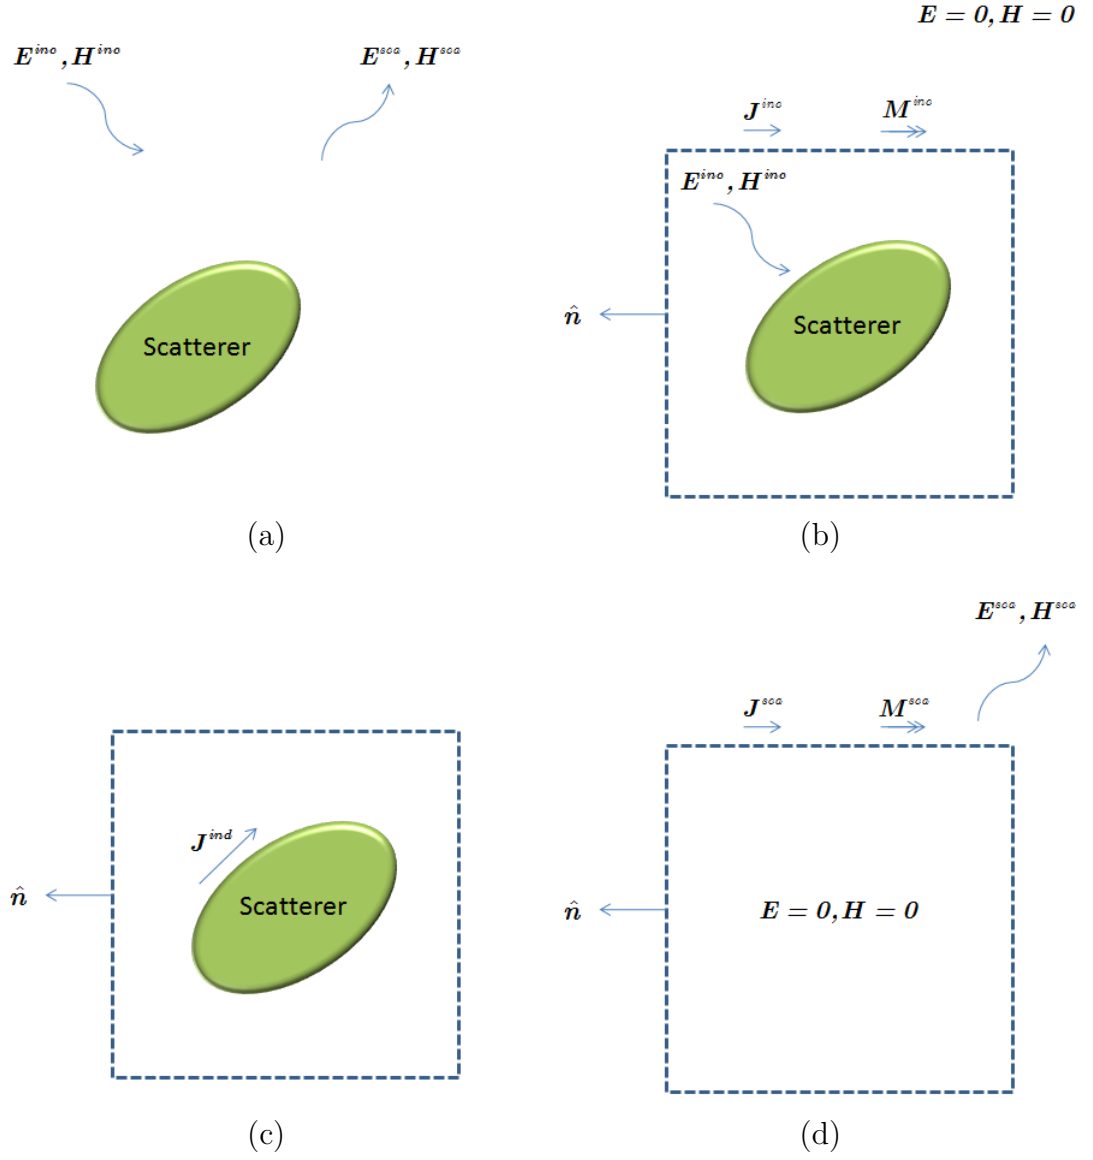 E = 0, H = 0
E^inc, H^inc
E^sca, H^sca
J^inc
M^inc
E^inc, H^inc
Scatterer
n̂
Scatterer
(a)
(b)
E^sca, H^sca
J^sca
M^sca
J^ind
n̂
Scatterer
n̂
E = 0, H = 0
(c)
(d)